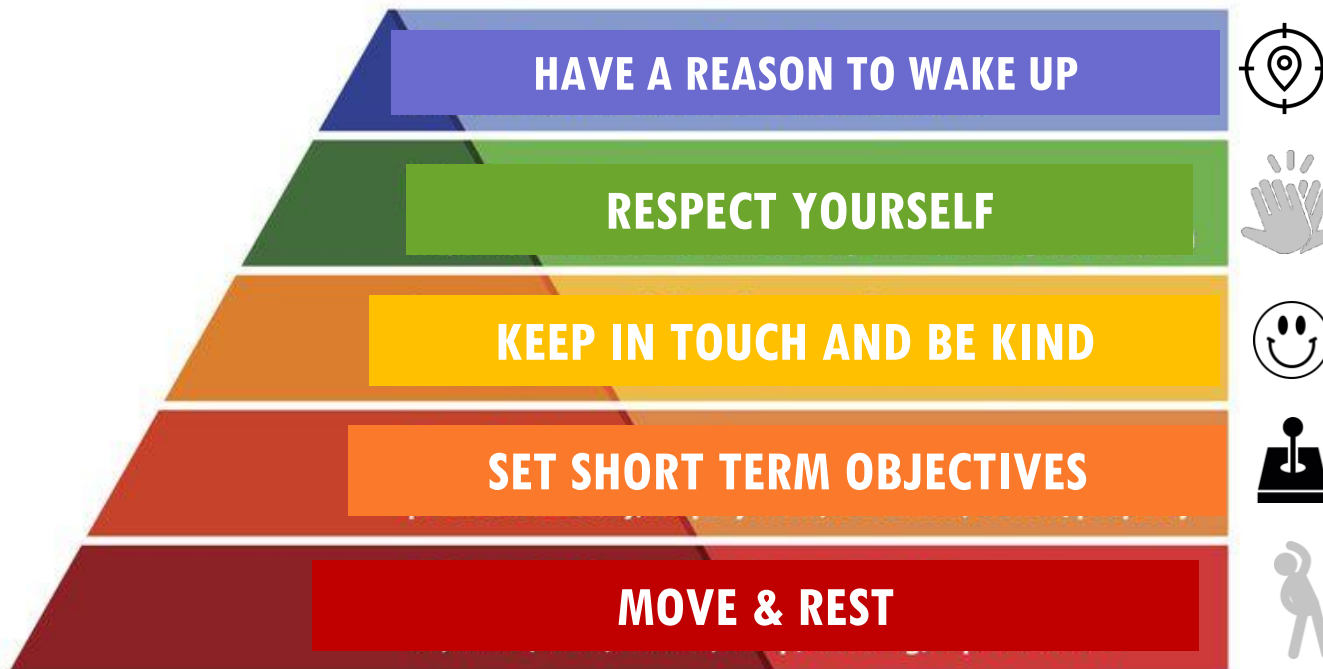 HAVE A REASON TO WAKE UP
RESPECT YOURSELF
KEEP IN TOUCH AND BE KIND
SET SHORT TERM OBJECTIVES
MOVE & REST